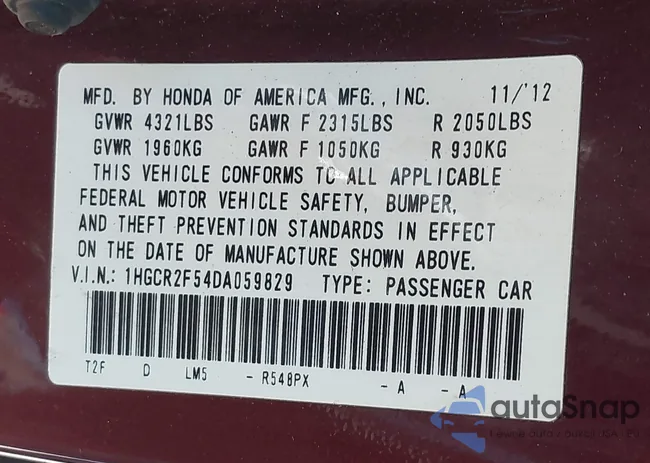 MFD. BY HONDA OF AMERICA MFG., INC. 11/'12
GVWR 4321LBS GAWR F 2315LBS R 2050LBS
GVWR 1960KG GAWR F 1050KG R 930KG
THIS VEHICLE CONFORMS TO ALL APPLICABLE
FEDERAL MOTOR VEHICLE SAFETY, BUMPER,
AND THEFT PREVENTION STANDARDS IN EFFECT
ON THE DATE OF MANUFACTURE SHOWN ABOVE.
V.I.N.: 1HGCR2F54DA059829 TYPE: PASSENGER CAR
T2F D LM5 - R548PX - A - A
autoSnap